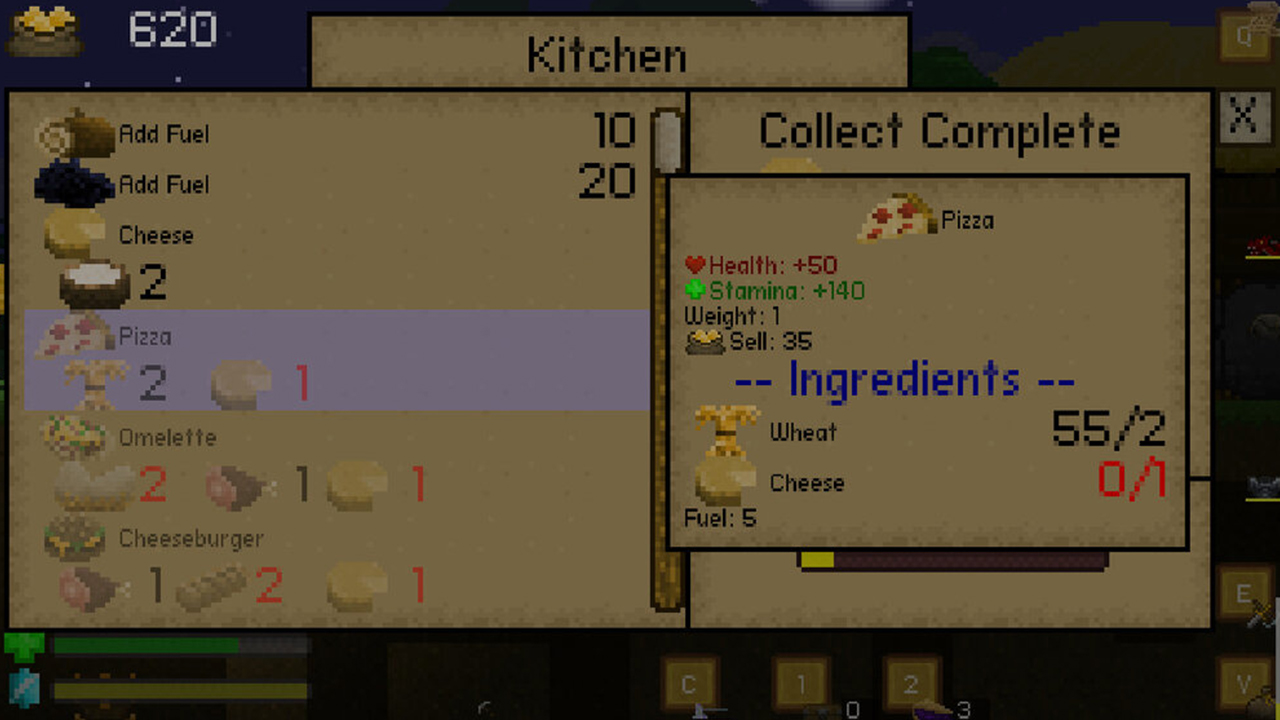 620
Kitchen
Q
X
Add Fuel 10
Add Fuel 20
Cheese
2
Pizza
2 1
Omelette
2 1 1
Cheeseburger
1 2 1
Collect Complete
Pizza
Health: +50
Stamina: +140
Weight: 1
Sell: 35
-- Ingredients --
Wheat 55/2
Cheese 0/1
Fuel: 5
E
C 1 2 V
0 3